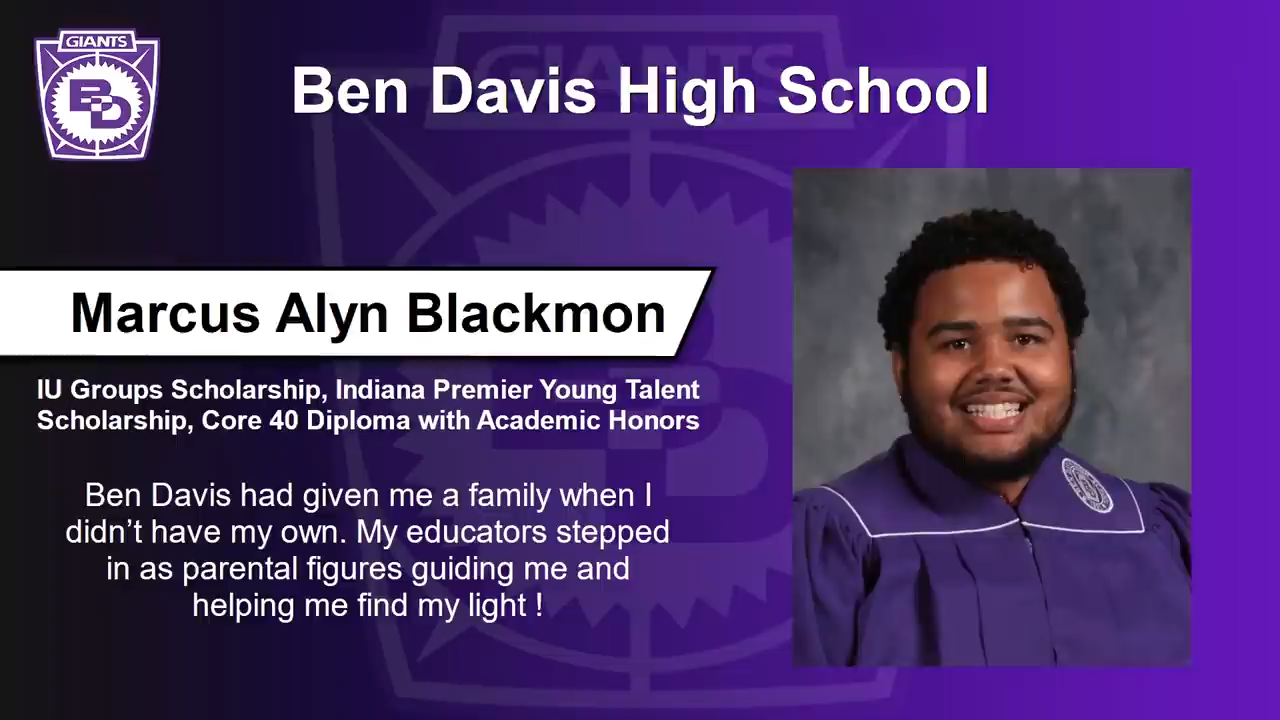 GIANTS
BD
Ben Davis High School
Marcus Alyn Blackmon
IU Groups Scholarship, Indiana Premier Young Talent
Scholarship, Core 40 Diploma with Academic Honors
Ben Davis had given me a family when I
didn’t have my own. My educators stepped
in as parental figures guiding me and
helping me find my light !